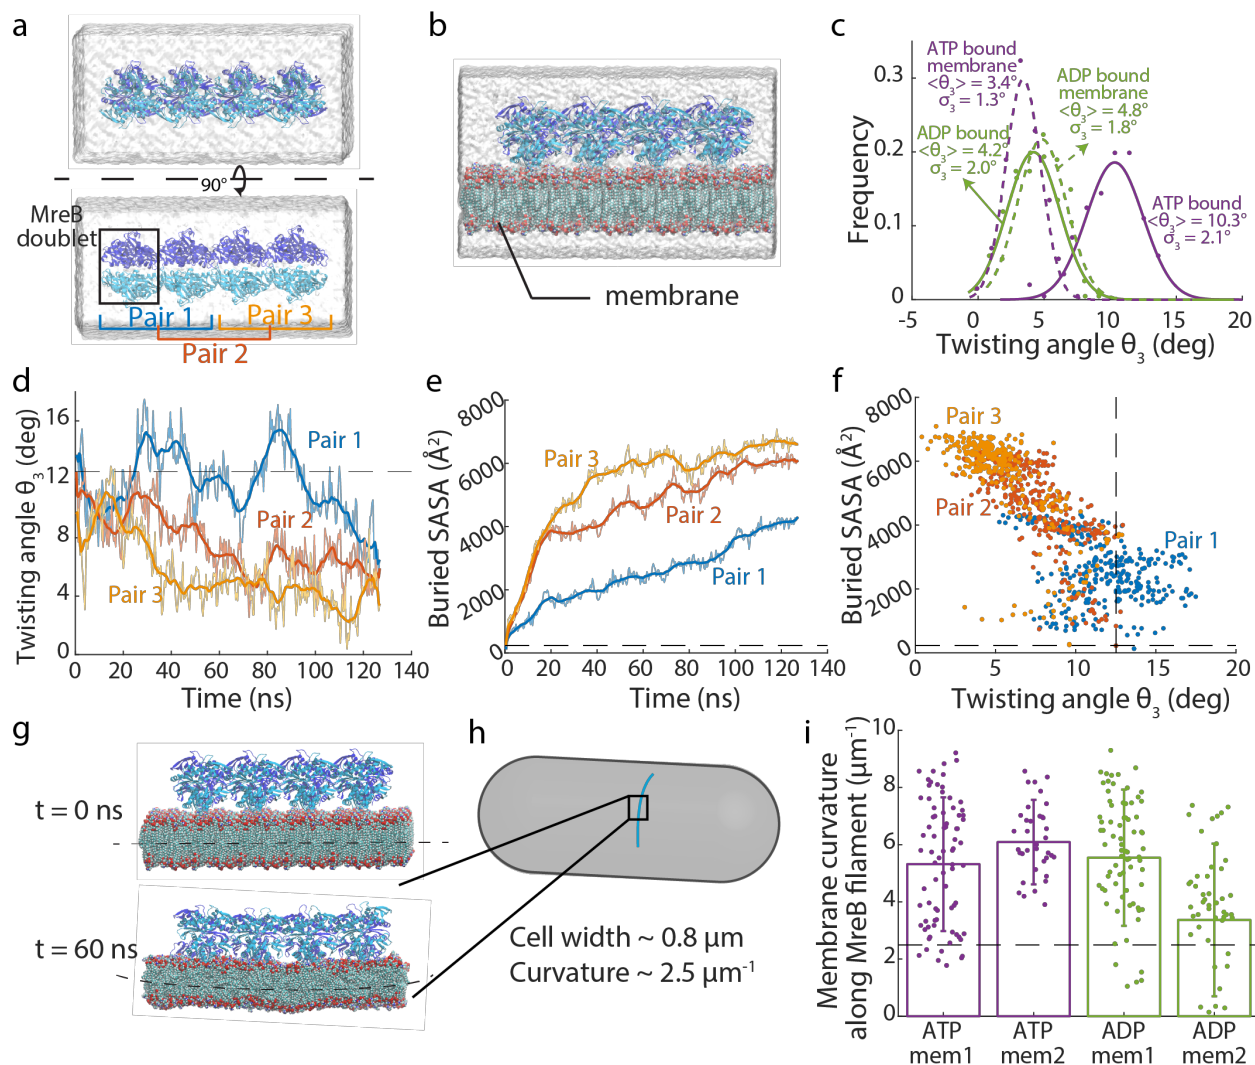 a
90°
MreB
doublet
Pair 1
Pair 3
Pair 2
b
membrane
c
ATP bound
membrane
<θ3> = 3.4°
σ3 = 1.3°
ADP bound
membrane
<θ3> = 4.8°
σ3 = 1.8°
ADP bound
<θ3> = 4.2°
σ3 = 2.0°
ATP bound
<θ3> = 10.3°
σ3 = 2.1°
Frequency
0.3
0.2
0.1
0
-5 0 5 10 15 20
Twisting angle θ3 (deg)
d
Twisting angle θ3 (deg)
16
12
8
4
0
Pair 1
Pair 2
Pair 3
0 20 40 60 80 100 120 140
Time (ns)
e
Buried SASA (Å²)
8000
6000
4000
2000
0
Pair 3
Pair 2
Pair 1
0 20 40 60 80 100 120 140
Time (ns)
f
Buried SASA (Å²)
8000
6000
4000
2000
0
Pair 3
Pair 2
Pair 1
0 5 10 15 20
Twisting angle θ3 (deg)
g
t = 0 ns
t = 60 ns
h
Cell width ~ 0.8 μm
Curvature ~ 2.5 μm⁻¹
i
Membrane curvature
along MreB filament (μm⁻¹)
10
8
6
4
2
0
ATP ATP ADP ADP
mem1 mem2 mem1 mem2